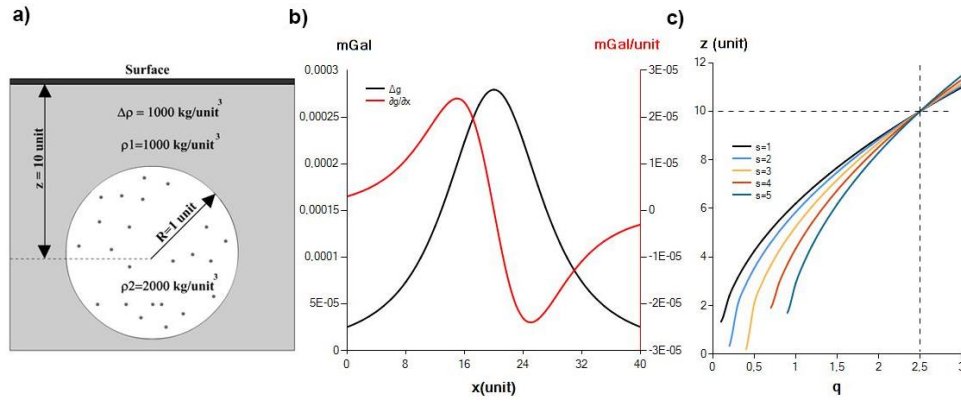 a)
Surface
Δρ = 1000 kg/unit³
ρ1=1000 kg/unit³
z = 10 unit
R=1 unit
ρ2=2000 kg/unit³
b)
mGal
mGal/unit
0,0003
0,00025
0,0002
0,00015
0,0001
5E-05
0
3E-05
2E-05
1E-05
0
-1E-05
-2E-05
-3E-05
Δg
∂g/∂x
0 8 16 24 32 40
x(unit)
c)
z (unit)
12
10
8
6
4
2
0
s=1
s=2
s=3
s=4
s=5
0 0,5 1 1,5 2 2,5 3
q